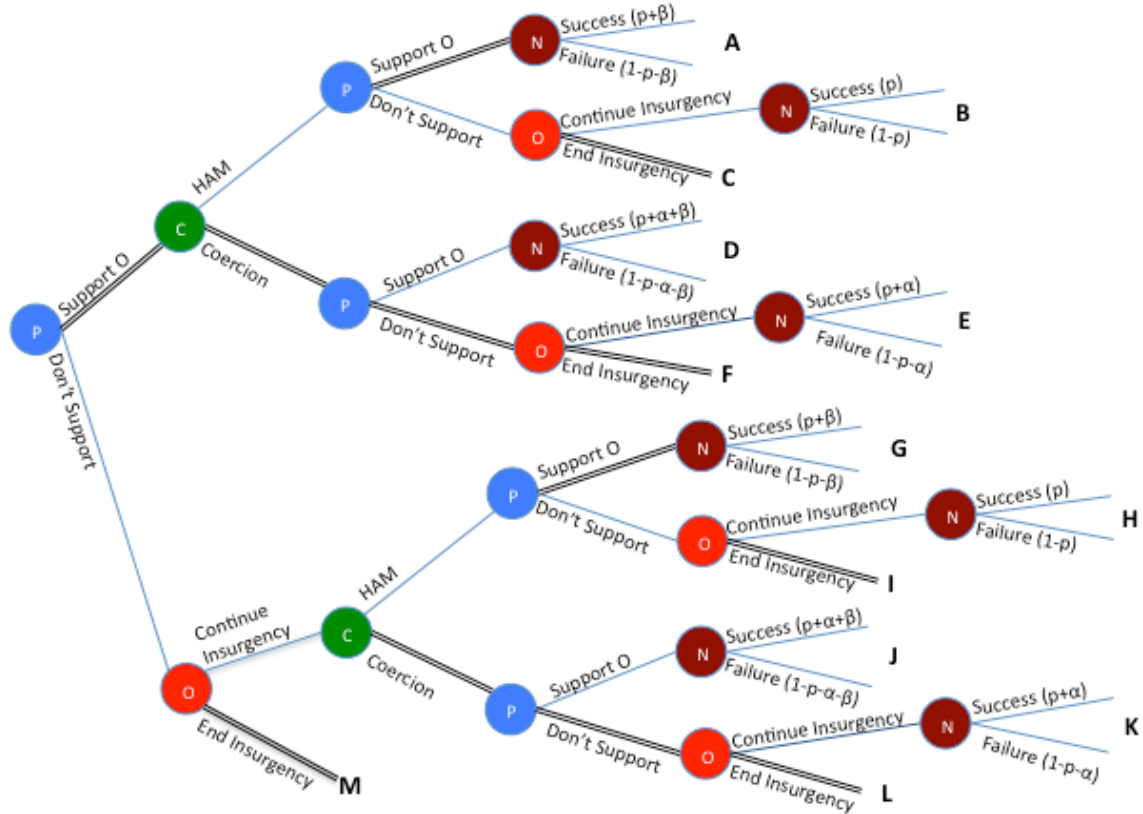 Success (p+β)
Support O
N
A
Failure (1-p-β)
P
Continue Insurgency
Success (p)
Don't Support
N
B
O
Failure (1-p)
HAM
End Insurgency
C
Success (p+α+β)
C
Support O
N
D
Coercion
Failure (1-p-α-β)
Support O
P
Success (p+α)
Continue Insurgency
N
E
P
Don't Support
O
Failure (1-p-α)
End Insurgency
F
Don't Support
Success (p+β)
Support O
N
G
Failure (1-p-β)
P
Continue Insurgency
Success (p)
Don't Support
N
H
O
Failure (1-p)
HAM
End Insurgency
I
Continue
Insurgency
Success (p+α+β)
C
Support O
N
J
Coercion
Failure (1-p-α-β)
O
P
Success (p+α)
Continue Insurgency
N
K
Don't Support
O
Failure (1-p-α)
End Insurgency
End Insurgency
M
L